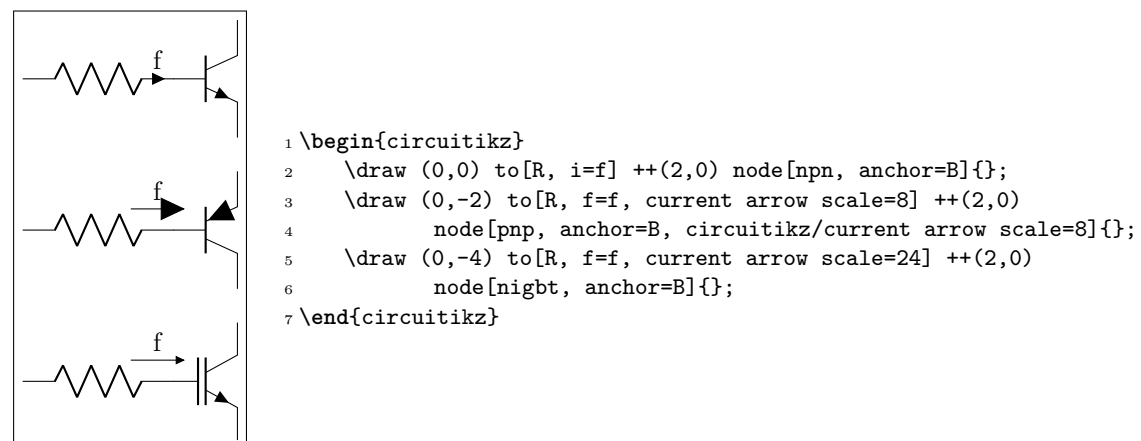 f
f
f
1 \begin{circuitikz}
2     \draw (0,0) to[R, i=f] ++(2,0) node[npn, anchor=B]{};
3     \draw (0,-2) to[R, f=f, current arrow scale=8] ++(2,0)
4             node[pnp, anchor=B, circuitikz/current arrow scale=8]{};
5     \draw (0,-4) to[R, f=f, current arrow scale=24] ++(2,0)
6             node[nigbt, anchor=B]{};
7 \end{circuitikz}